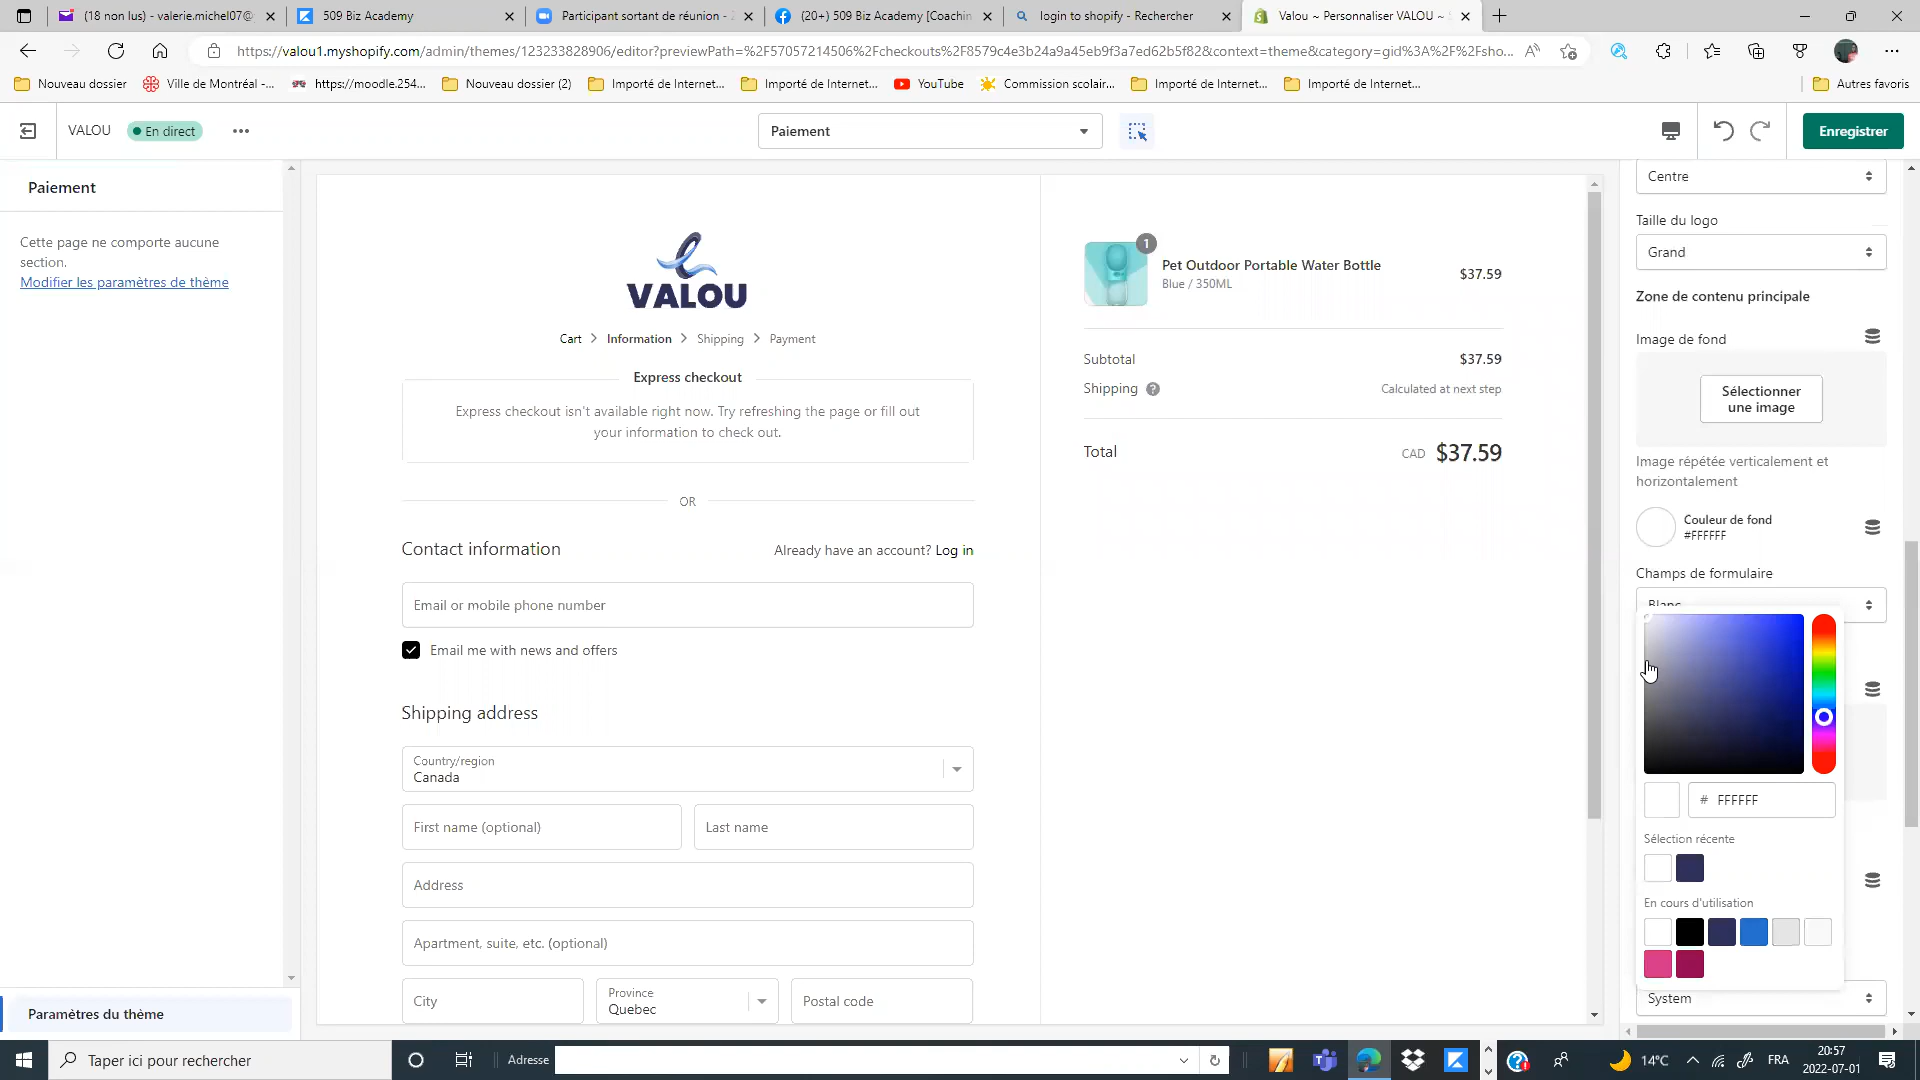 (18 non lus) - valerie.michel07@
509 Biz Academy
Participant sortant de réunion -
(20+) 509 Biz Academy [Coachin
login to shopify - Rechercher
Valou ~ Personnaliser VALOU ~
https://valou1.myshopify.com/admin/themes/123233828906/editor?previewPath=%2F57057214506%2Fcheckouts%2F8579c4e3b24a9a45eb9f3a7ed62b5f82&context=theme&category=gid%3A%2F%2Fsho...
Nouveau dossier
Ville de Montréal -...
https://moodle.254...
Nouveau dossier (2)
Importé de Internet...
Importé de Internet...
YouTube
Commission scolair...
Importé de Internet...
Importé de Internet...
Autres favoris
VALOU
En direct
Paiement
Enregistrer
Paiement
Cette page ne comporte aucune
section.
Modifier les paramètres de thème
Paramètres du thème
VALOU
Cart > Information > Shipping > Payment
Express checkout
Express checkout isn't available right now. Try refreshing the page or fill out
your information to check out.
OR
Contact information
Already have an account? Log in
Email or mobile phone number
Email me with news and offers
Shipping address
Country/region
Canada
First name (optional)
Last name
Address
Apartment, suite, etc. (optional)
City
Province
Quebec
Postal code
1
Pet Outdoor Portable Water Bottle
Blue / 350ML
$37.59
Subtotal
$37.59
Shipping ?
Calculated at next step
Total
CAD $37.59
Centre
Taille du logo
Grand
Zone de contenu principale
Image de fond
Sélectionner
une image
Image répétée verticalement et
horizontalement
Couleur de fond
#FFFFFF
Champs de formulaire
Blanc
# FFFFFF
Sélection récente
En cours d'utilisation
System
Taper ici pour rechercher
Adresse
14°C
FRA
20:57
2022-07-01